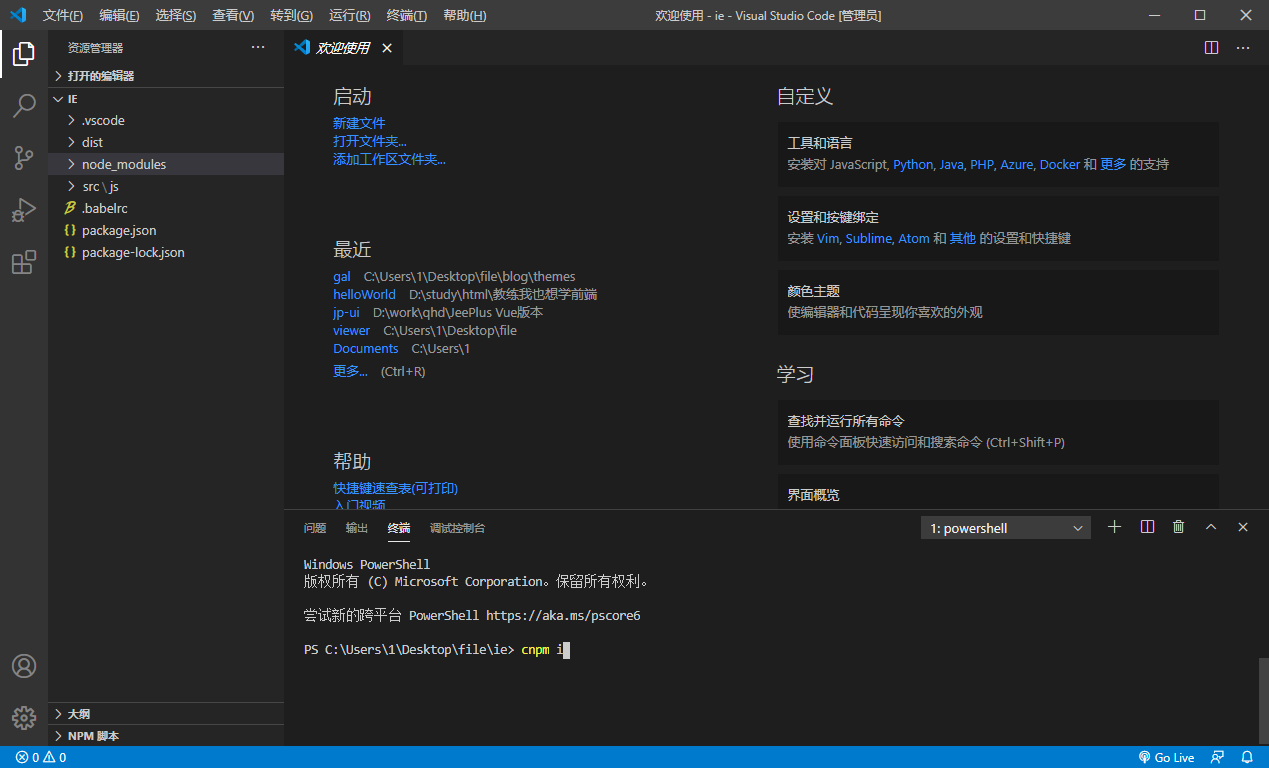 文件(F) 编辑(E) 选择(S) 查看(V) 转到(G) 运行(R) 终端(T) 帮助(H) 欢迎使用 - ie - Visual Studio Code [管理员]
资源管理器
打开的编辑器
IE
.vscode
dist
node_modules
src \ js
.babelrc
package.json
package-lock.json
大纲
NPM 脚本
欢迎使用
启动
新建文件
打开文件夹...
添加工作区文件夹...
最近
gal C:\Users\1\Desktop\file\blog\themes
helloWorld D:\study\html\教练我也想学前端
jp-ui D:\work\qhd\JeePlus Vue版本
viewer C:\Users\1\Desktop\file
Documents C:\Users\1
更多... (Ctrl+R)
帮助
快捷键速查表(可打印)
入门视频
自定义
工具和语言
安装对 JavaScript, Python, Java, PHP, Azure, Docker 和 更多 的支持
设置和按键绑定
安装 Vim, Sublime, Atom 和 其他 的设置和快捷键
颜色主题
使编辑器和代码呈现你喜欢的外观
学习
查找并运行所有命令
使用命令面板快速访问和搜索命令 (Ctrl+Shift+P)
界面概览
问题 输出 终端 调试控制台 1: powershell
Windows PowerShell
版权所有 (C) Microsoft Corporation。保留所有权利。
尝试新的跨平台 PowerShell https://aka.ms/pscore6
PS C:\Users\1\Desktop\file\ie> cnpm i
0 0 Go Live